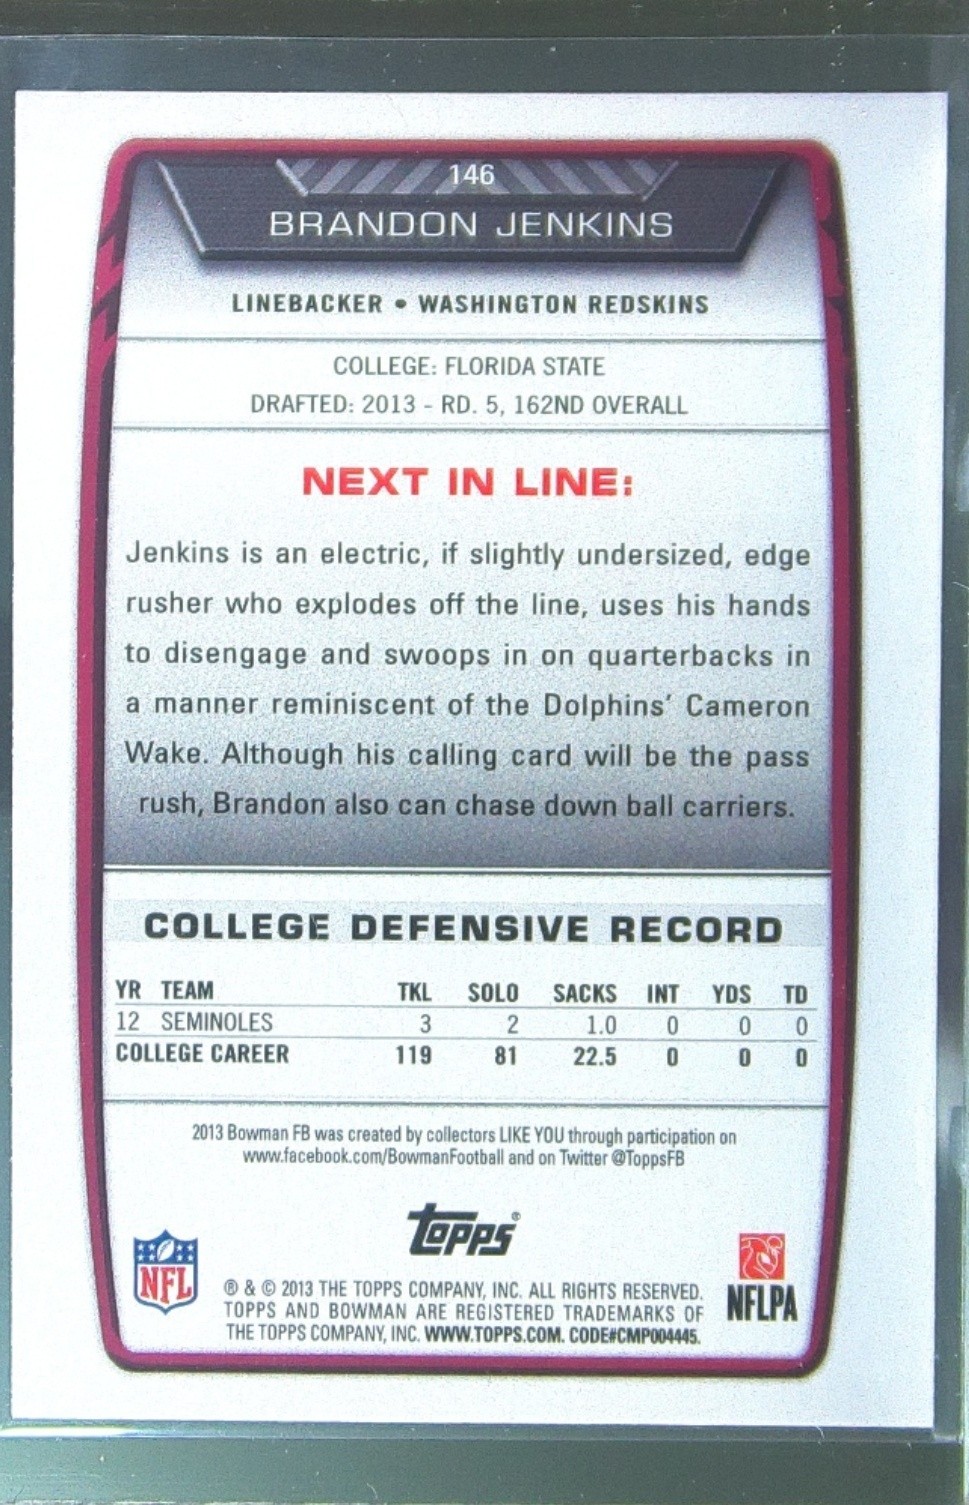 146
BRANDON JENKINS
LINEBACKER • WASHINGTON REDSKINS
COLLEGE: FLORIDA STATE
DRAFTED: 2013 - RD. 5, 162ND OVERALL
NEXT IN LINE:
Jenkins is an electric, if slightly undersized, edge
rusher who explodes off the line, uses his hands
to disengage and swoops in on quarterbacks in
a manner reminiscent of the Dolphins' Cameron
Wake. Although his calling card will be the pass
rush, Brandon also can chase down ball carriers.
COLLEGE DEFENSIVE RECORD
YR TEAM TKL SOLO SACKS INT YDS TD
12 SEMINOLES 3 2 1.0 0 0 0
COLLEGE CAREER 119 81 22.5 0 0 0
2013 Bowman FB was created by collectors LIKE YOU through participation on
www.facebook.com/BowmanFootball and on Twitter @ToppsFB
Topps®
NFL
NFLPA
® & © 2013 THE TOPPS COMPANY, INC. ALL RIGHTS RESERVED.
TOPPS AND BOWMAN ARE REGISTERED TRADEMARKS OF
THE TOPPS COMPANY, INC. WWW.TOPPS.COM. CODE#CMP004445.